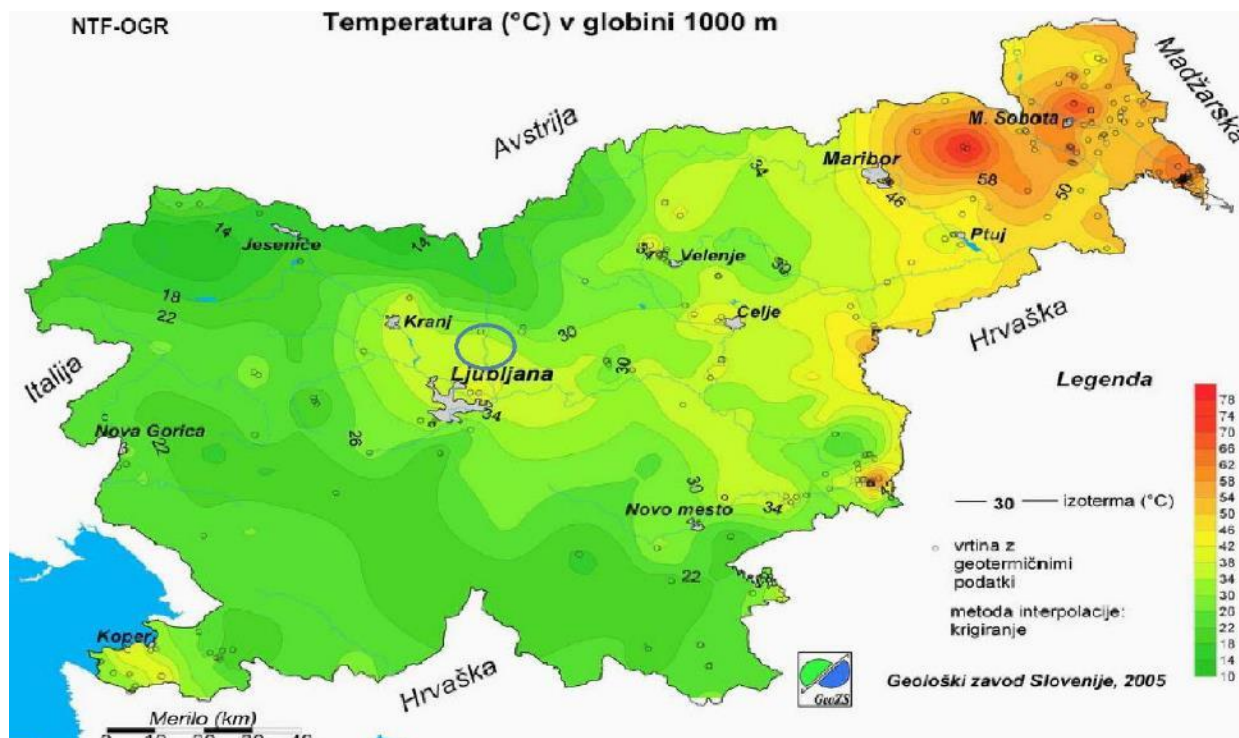 NTF-OGR
Temperatura (°C) v globini 1000 m
Madžarska
Avstrija
M. Sobota
Maribor
34
58
50
46
14
14
Jesenice
Ptuj
Velenje
30
18
22
Kranj
Celje
30
30
Hrvaška
Italija
Ljubljana
34
Legenda
Nova Gorica
22
26
30
34
Novo mesto
22
78
74
70
66
62
58
54
50
46
42
38
34
30
26
22
18
14
10
30 izoterma (°C)
vrtina z
geotermičnimi
podatki
metoda interpolacije:
krigiranje
Koper
Hrvaška
GeoZS
Geološki zavod Slovenije, 2005
Merilo (km)